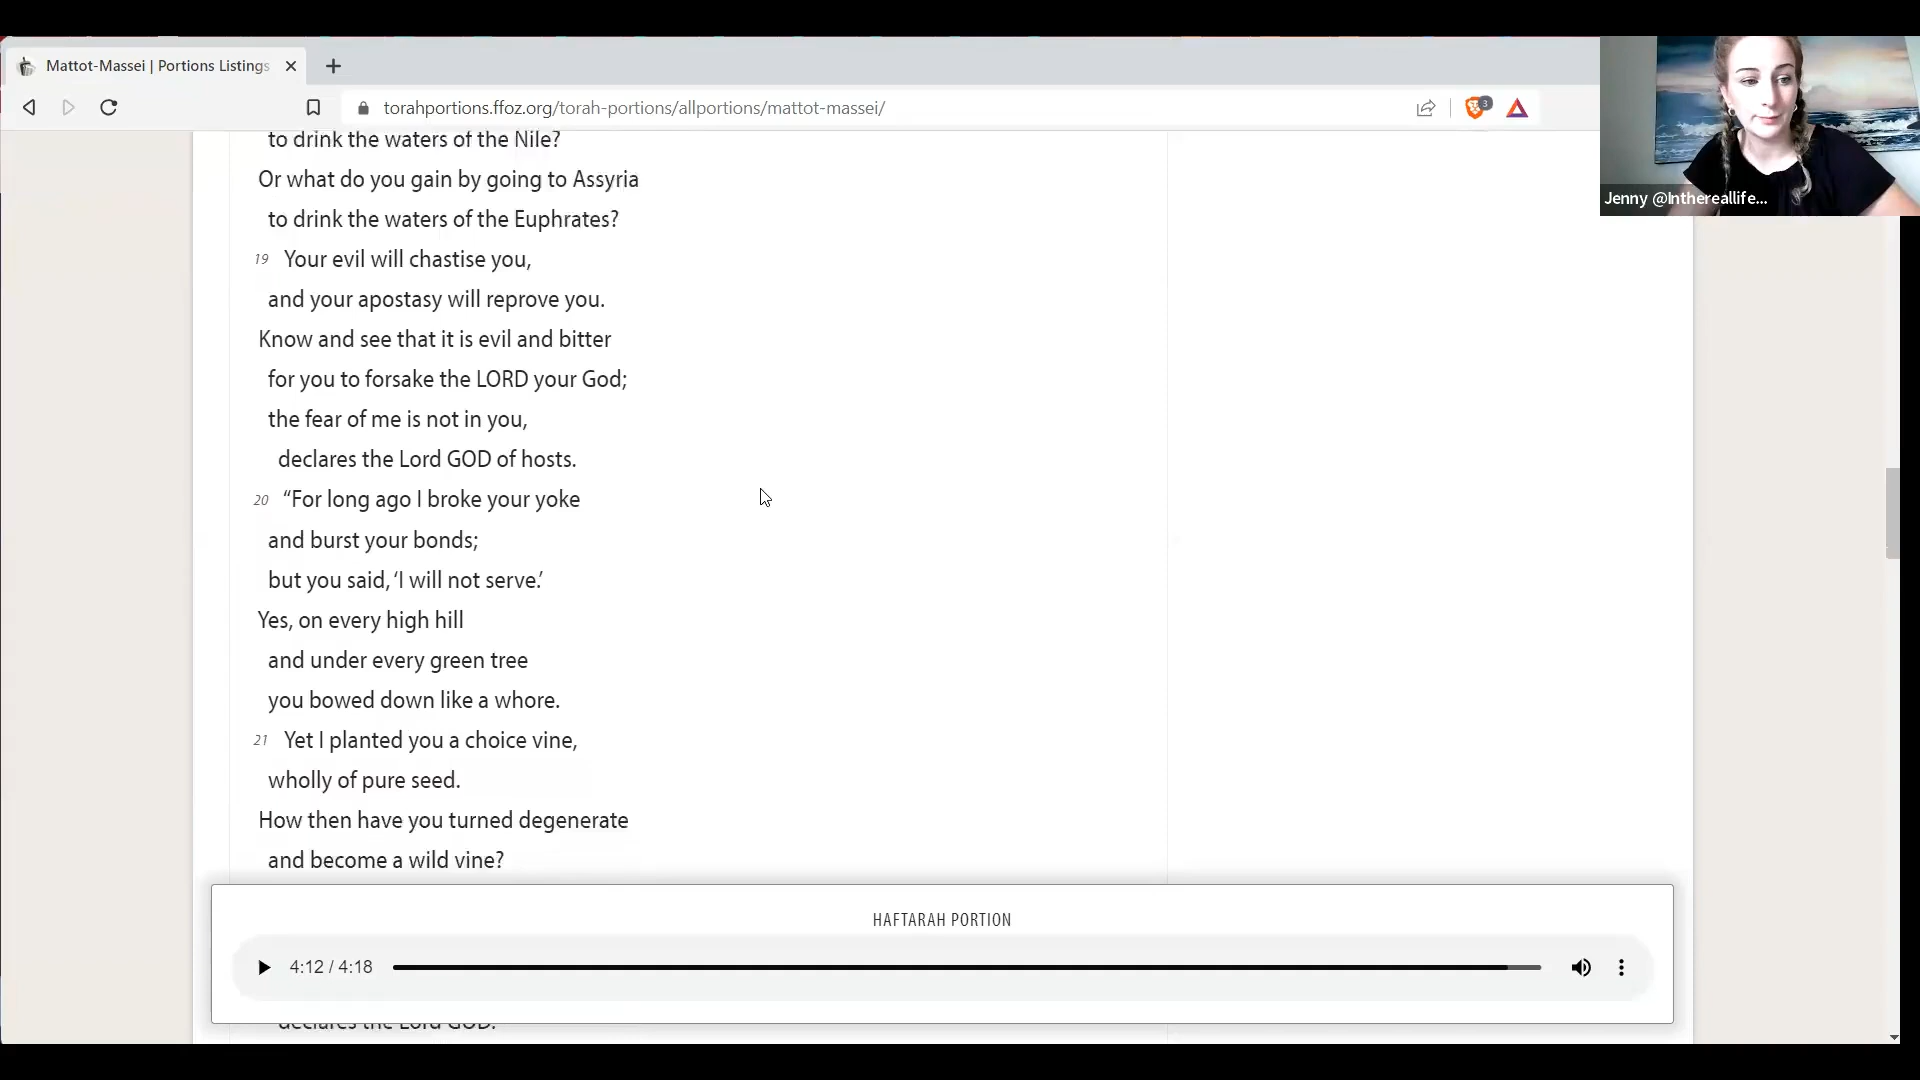 Mattot-Massei | Portions Listings
torahportions.ffoz.org/torah-portions/allportions/mattot-massei/
3
Jenny @Inthereallife...
to drink the waters of the Nile?
Or what do you gain by going to Assyria
to drink the waters of the Euphrates?
19 Your evil will chastise you,
and your apostasy will reprove you.
Know and see that it is evil and bitter
for you to forsake the LORD your God;
the fear of me is not in you,
declares the Lord GOD of hosts.
20 “For long ago I broke your yoke
and burst your bonds;
but you said, ‘I will not serve.’
Yes, on every high hill
and under every green tree
you bowed down like a whore.
21 Yet I planted you a choice vine,
wholly of pure seed.
How then have you turned degenerate
and become a wild vine?
HAFTARAH PORTION
4:12 / 4:18
declares the Lord GOD.